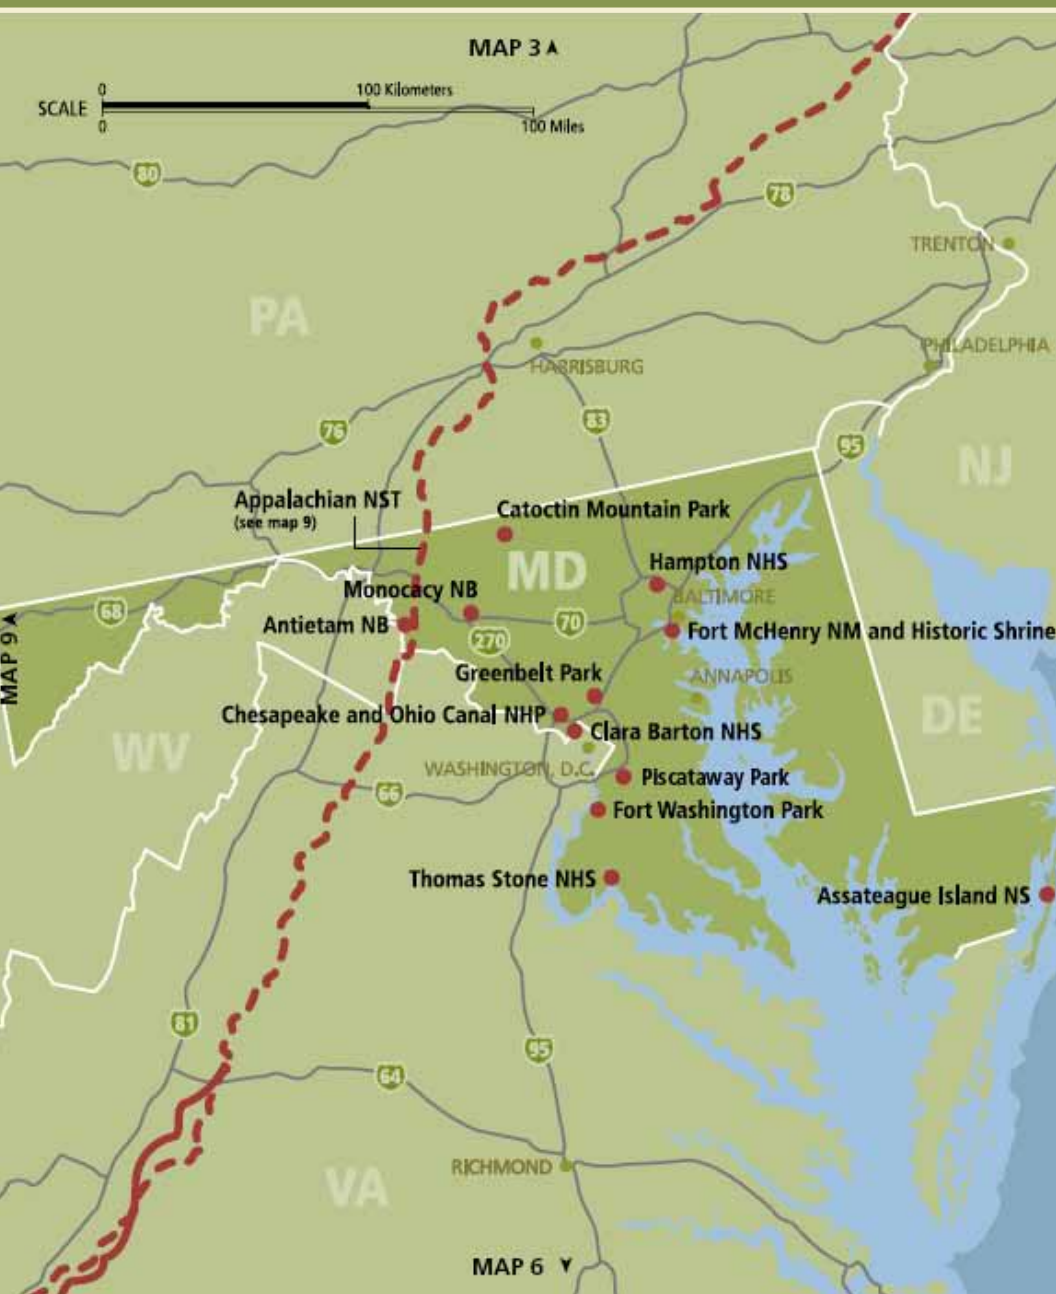 MAP 3
0
100 Kilometers
SCALE
0
100 Miles
80
78
TRENTON
PA
PHILADELPHIA
HARRISBURG
83
76
95
NJ
Appalachian NST
(see map 9)
Catoctin Mountain Park
MD
Hampton NHS
Monocacy NB
BALTIMORE
68
70
Antietam NB
270
Fort McHenry NM and Historic Shrine
MAP 9
Greenbelt Park
ANNAPOLIS
Chesapeake and Ohio Canal NHP
DE
Clara Barton NHS
WV
WASHINGTON, D.C.
Piscataway Park
66
Fort Washington Park
Thomas Stone NHS
Assateague Island NS
81
95
64
RICHMOND
VA
MAP 6